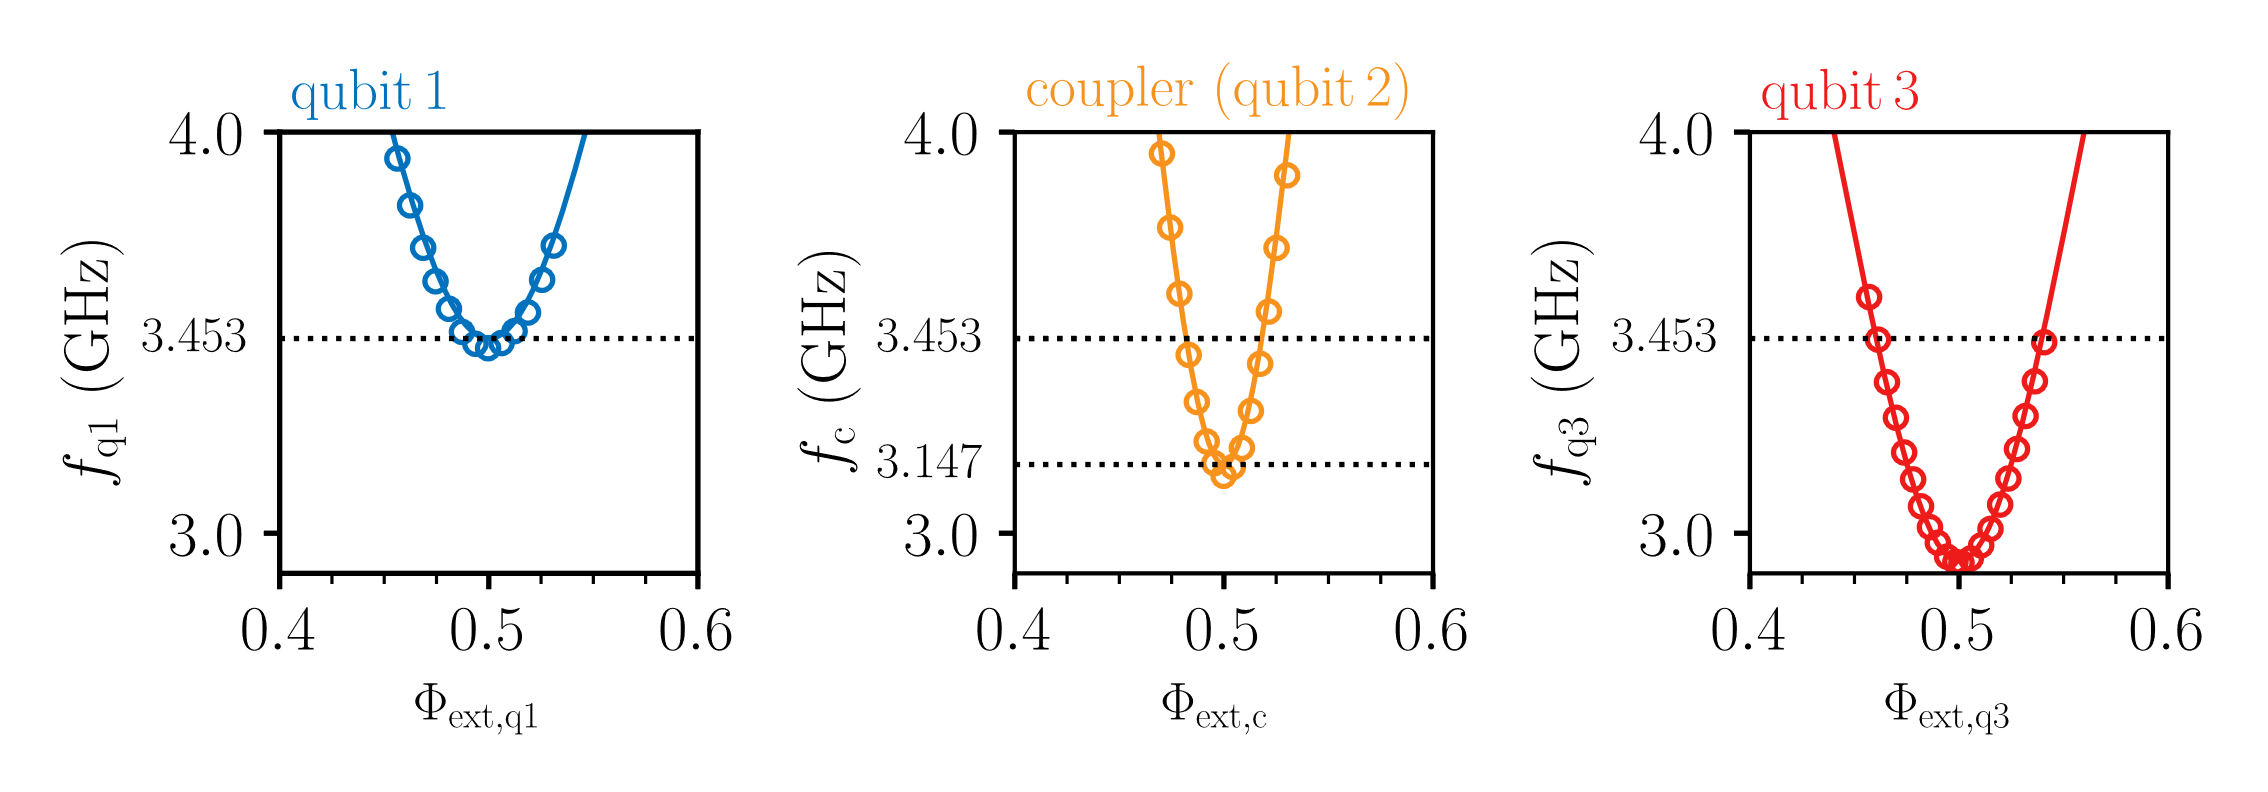 qubit 1
4.0
3.453
3.0
f_q1 (GHz)
0.4 0.5 0.6
Φ_ext,q1
coupler (qubit 2)
4.0
3.453
3.147
3.0
f_c (GHz)
0.4 0.5 0.6
Φ_ext,c
qubit 3
4.0
3.453
3.0
f_q3 (GHz)
0.4 0.5 0.6
Φ_ext,q3